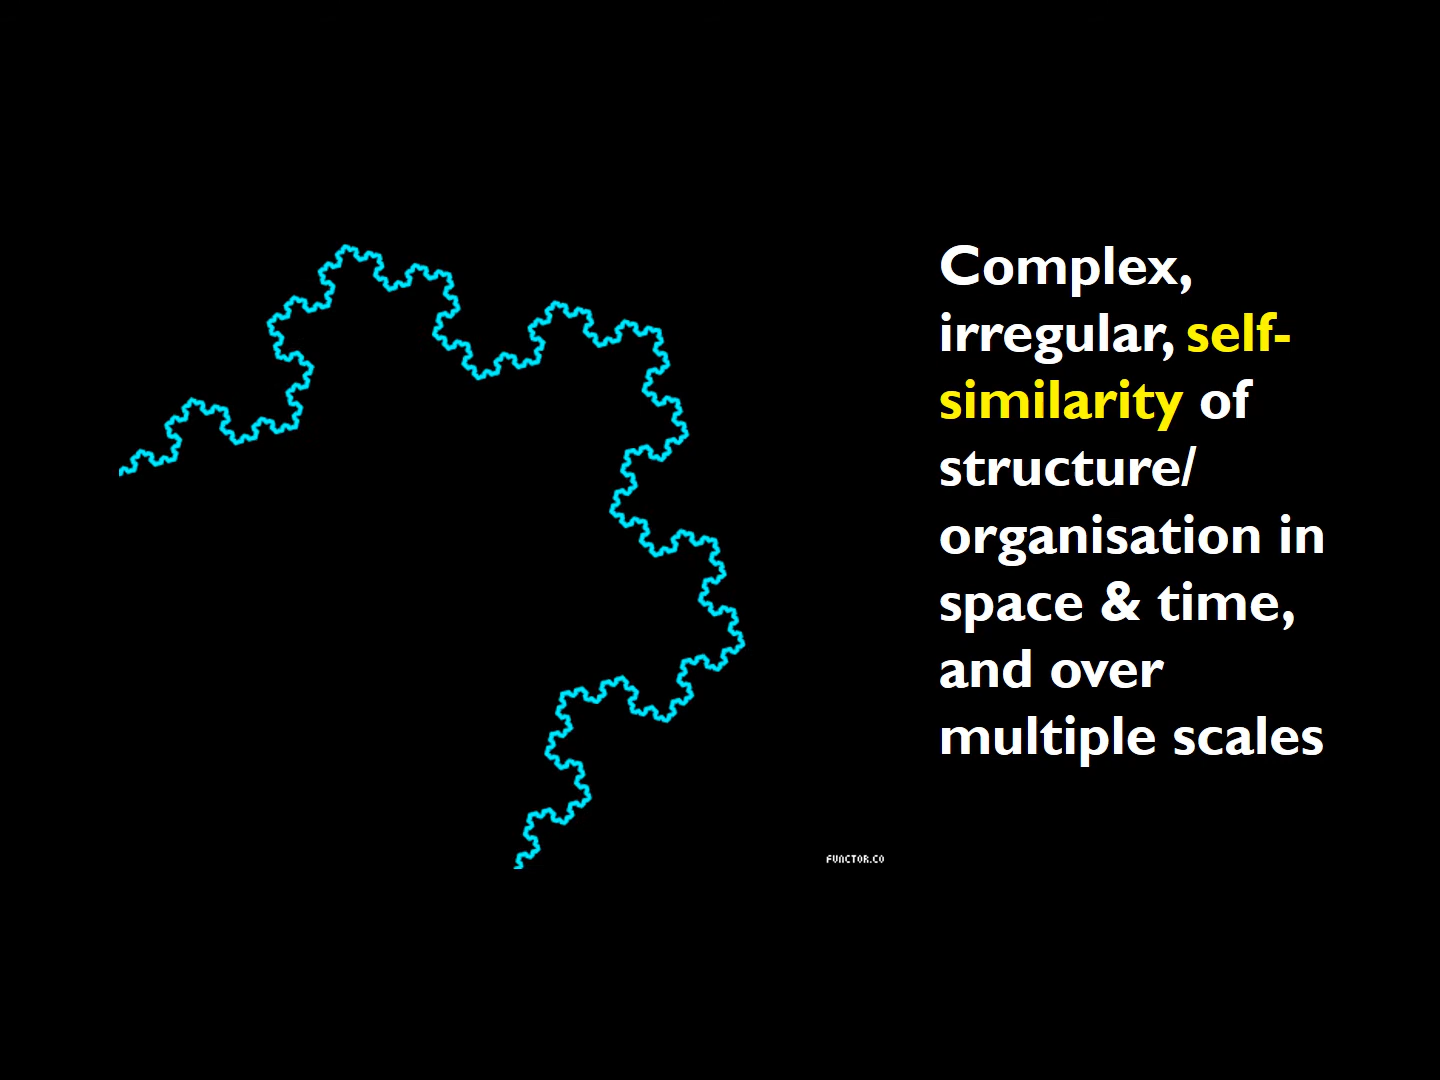 Complex,
irregular, self-
similarity of
structure/
organisation in
space & time,
and over
multiple scales
FUNCTOR.CO